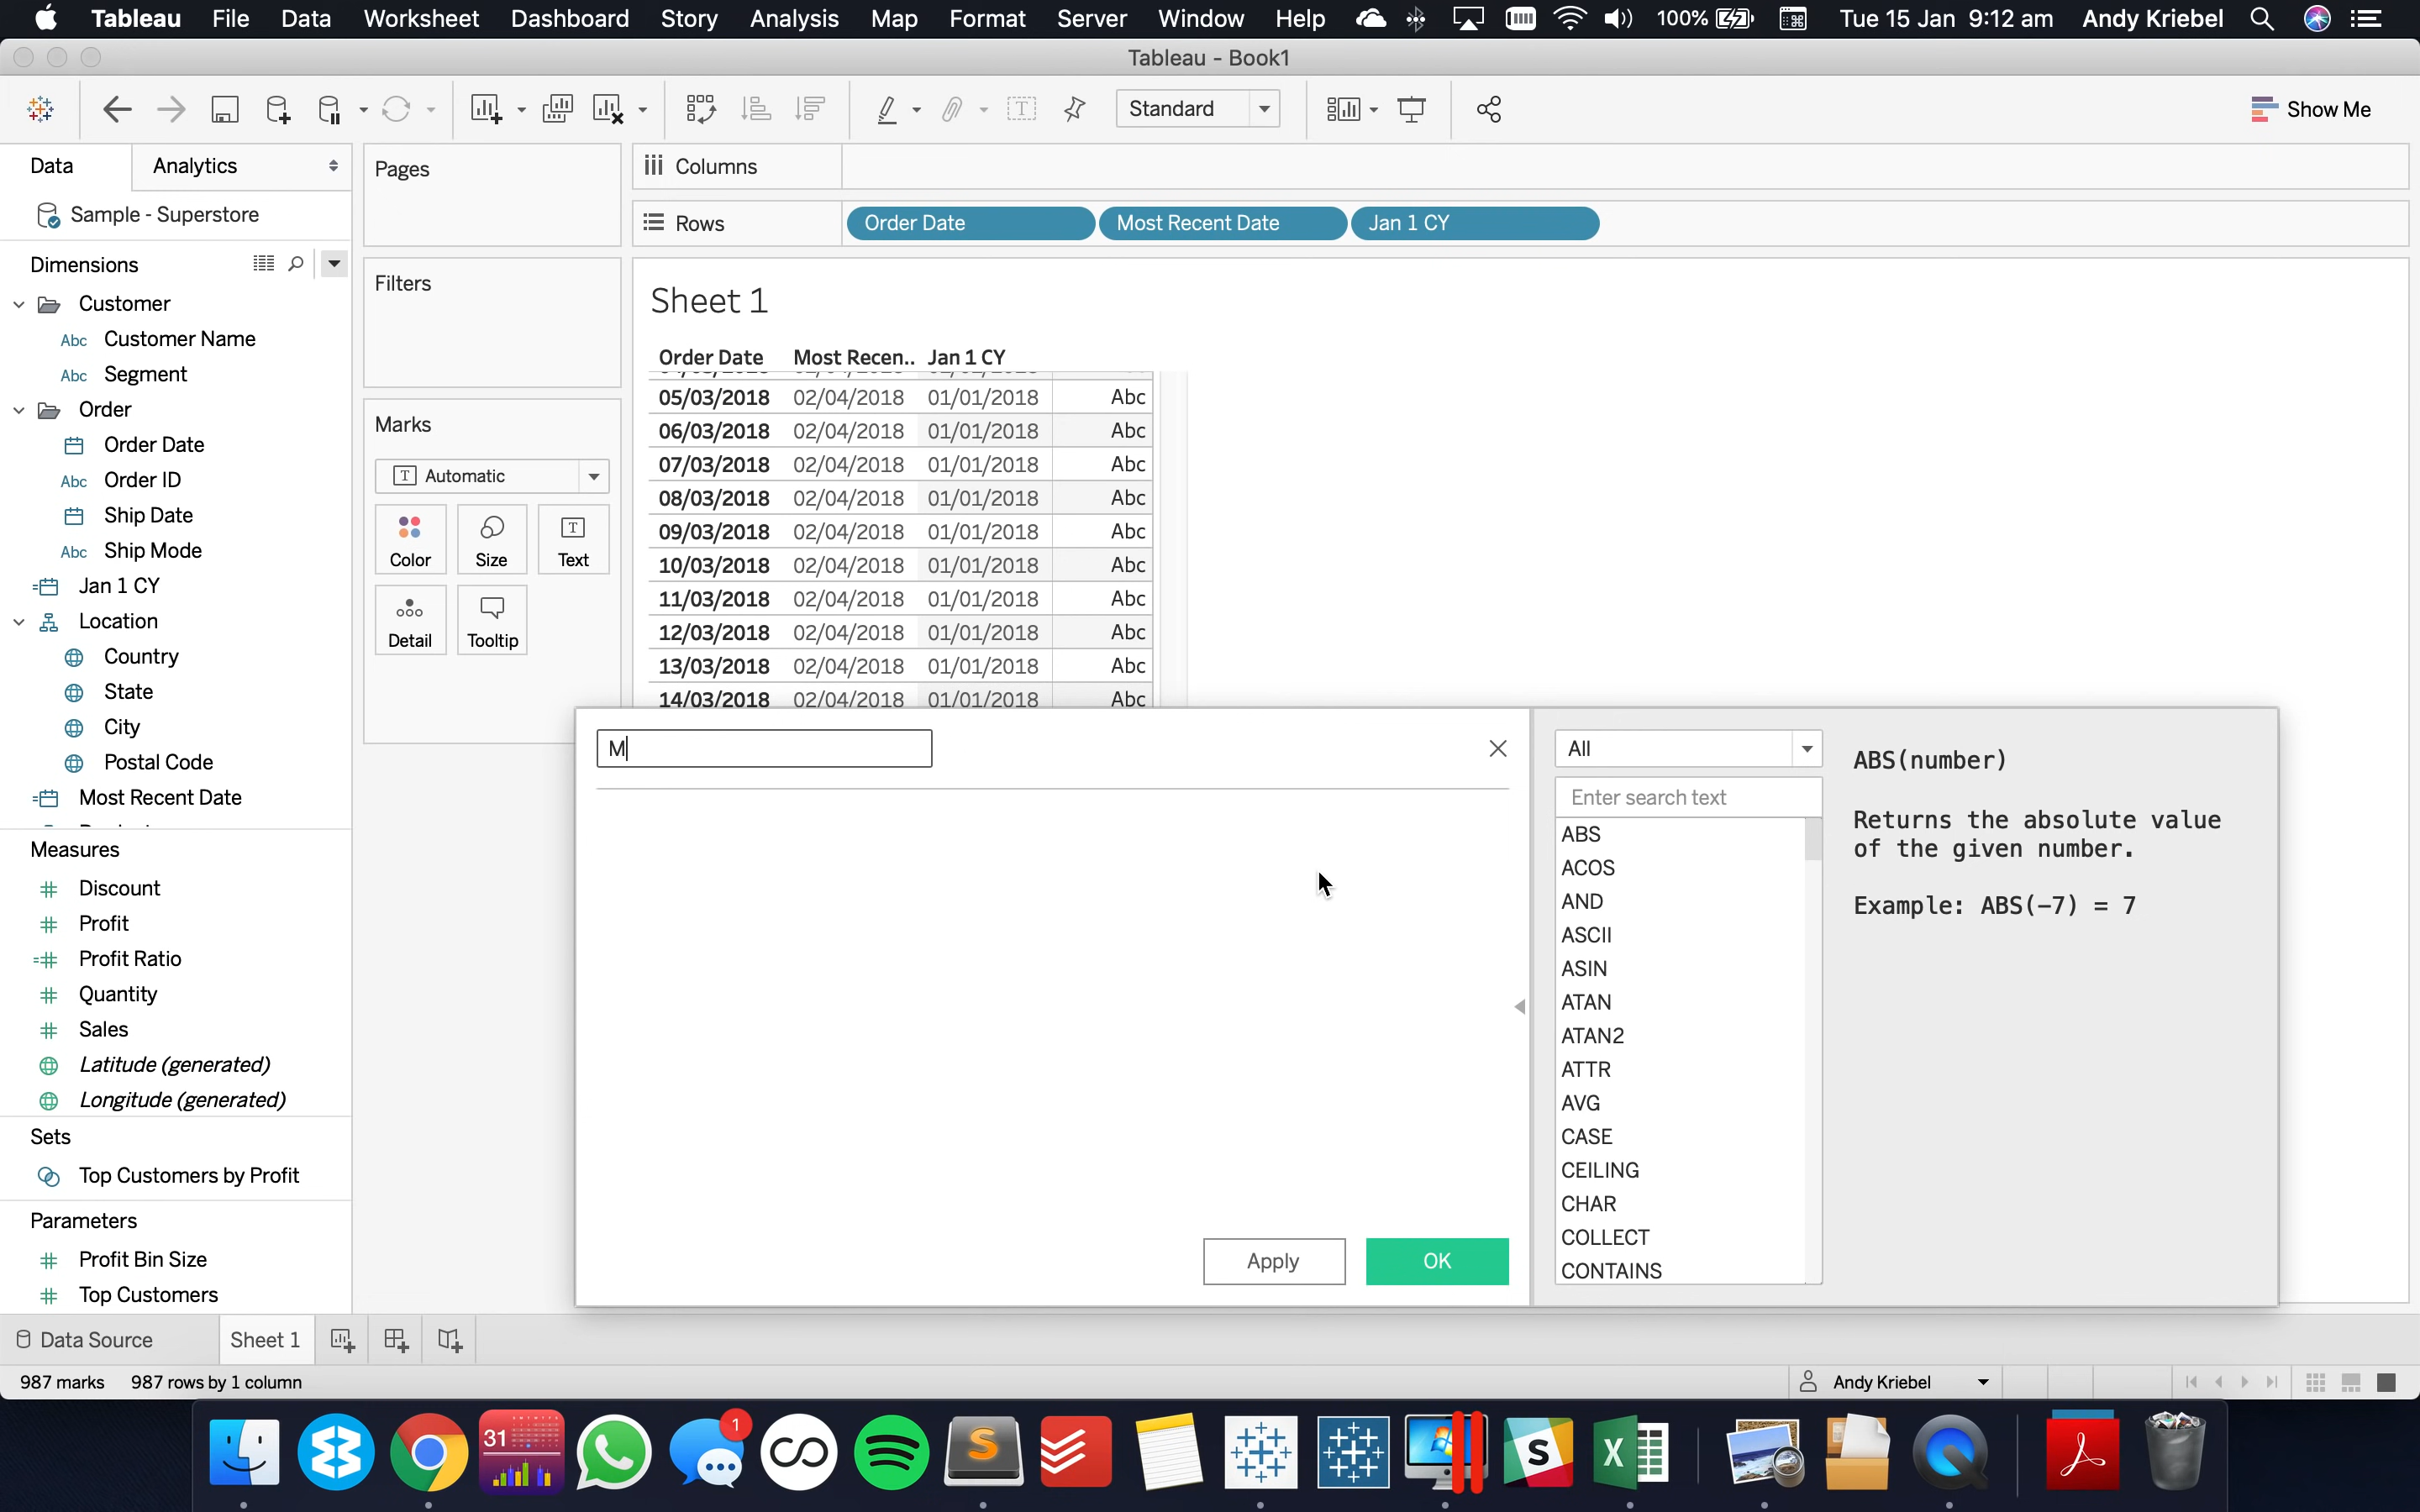 Tableau File Data Worksheet Dashboard Story Analysis Map Format Server Window Help 100% Tue 15 Jan 9:12 am Andy Kriebel
Tableau - Book1
Standard
Show Me
Data
Analytics
Pages
Columns
Sample - Superstore
Rows
Order Date
Most Recent Date
Jan 1 CY
Dimensions
Customer
Abc Customer Name
Abc Segment
Order
Order Date
Abc Order ID
Ship Date
Abc Ship Mode
Jan 1 CY
Location
Country
State
City
Postal Code
Most Recent Date
Measures
Discount
Profit
Profit Ratio
Quantity
Sales
Latitude (generated)
Longitude (generated)
Sets
Top Customers by Profit
Parameters
Profit Bin Size
Top Customers
Filters
Marks
Automatic
Color
Size
Text
Detail
Tooltip
Sheet 1
Order Date Most Recen.. Jan 1 CY
05/03/2018 02/04/2018 01/01/2018 Abc
06/03/2018 02/04/2018 01/01/2018 Abc
07/03/2018 02/04/2018 01/01/2018 Abc
08/03/2018 02/04/2018 01/01/2018 Abc
09/03/2018 02/04/2018 01/01/2018 Abc
10/03/2018 02/04/2018 01/01/2018 Abc
11/03/2018 02/04/2018 01/01/2018 Abc
12/03/2018 02/04/2018 01/01/2018 Abc
13/03/2018 02/04/2018 01/01/2018 Abc
14/03/2018 02/04/2018 01/01/2018 Abc
M
Apply
OK
All
Enter search text
ABS
ACOS
AND
ASCII
ASIN
ATAN
ATAN2
ATTR
AVG
CASE
CEILING
CHAR
COLLECT
CONTAINS
ABS(number)
Returns the absolute value
of the given number.
Example: ABS(-7) = 7
Data Source
Sheet 1
987 marks 987 rows by 1 column
Andy Kriebel
31
1